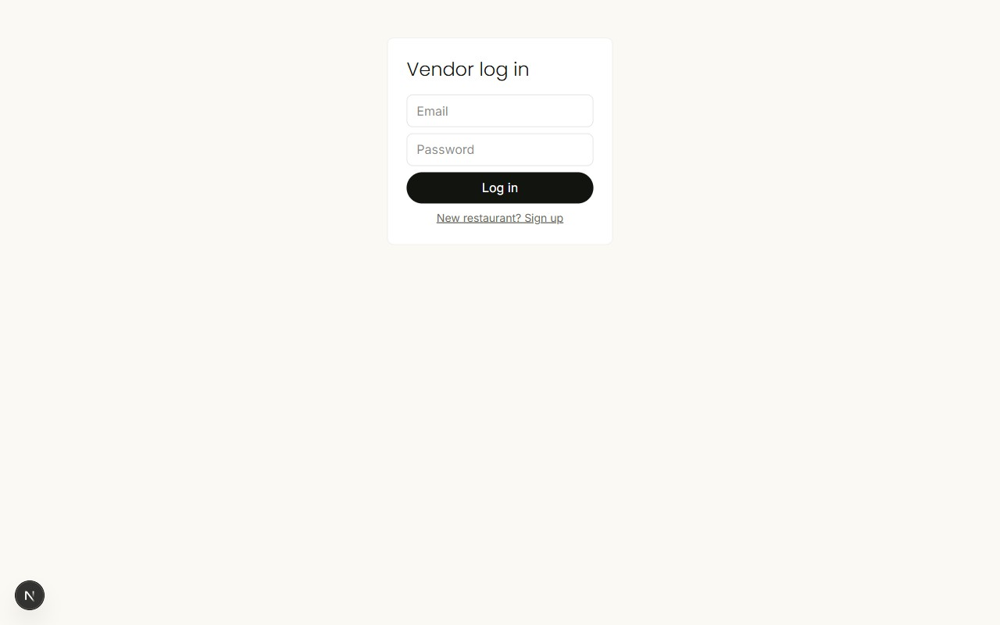 Vendor log in
Email
Password
Log in
New restaurant? Sign up
N